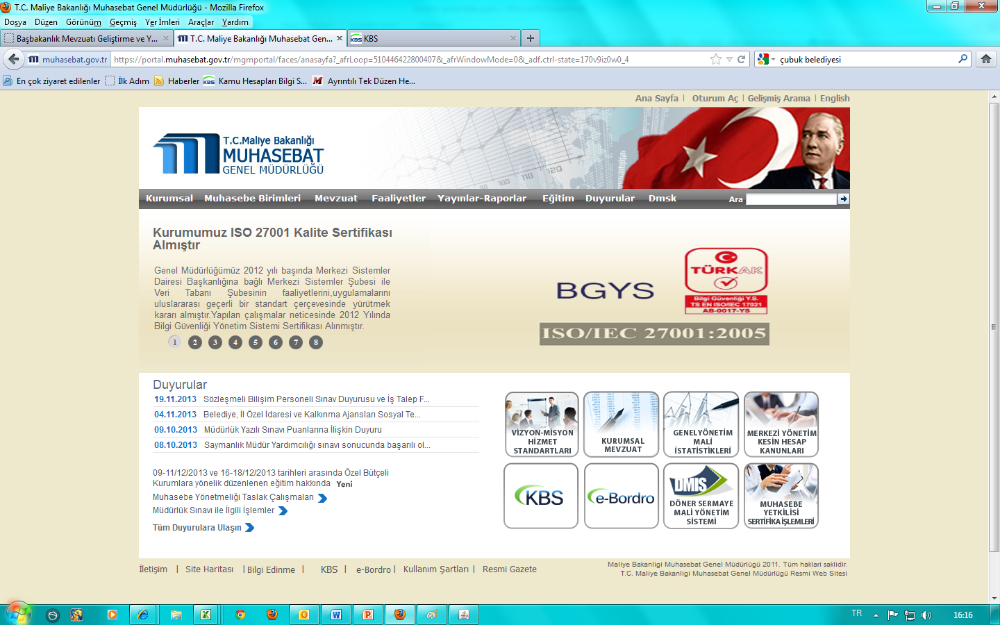 T.C. Maliye Bakanlığı Muhasebat Genel Müdürlüğü - Mozilla Firefox
Dosya Düzen Görünüm Geçmiş Yer İmleri Araçlar Yardım
Başbakanlık Mevzuatı Geliştirme ve Y... T.C. Maliye Bakanlığı Muhasebat Gen... KBS KBS
muhasebat.gov.tr https://portal.muhasebat.gov.tr/mgmportal/faces/anasayfa?_afrLoop=510446422800407&_afrWindowMode=0&_adf.ctrl-state=170v9iz0w0_4 çubuk belediyesi
En çok ziyaret edilenler İlk Adım Haberler KBS Kamu Hesapları Bilgi S... Ayrıntılı Tek Düzen He...
Ana Sayfa | Oturum Aç | Gelişmiş Arama | English
T.C.Maliye Bakanlığı
MUHASEBAT
GENEL MÜDÜRLÜĞÜ
Kurumsal Muhasebe Birimleri Mevzuat Faaliyetler Yayınlar-Raporlar Eğitim Duyurular Dmsk Ara
Kurumumuz ISO 27001 Kalite Sertifikası
Almıştır
Genel Müdürlüğümüz 2012 yılı başında Merkezi Sistemler
Dairesi Başkanlığına bağlı Merkezi Sistemler Şubesi ile
Veri Tabanı Şubesinin faaliyetlerini,uygulamalarını
uluslararası geçerli bir standart çerçevesinde yürütmek
kararı almıştır.Yapılan çalışmalar neticesinde 2012 Yılında
Bilgi Güvenliği Yönetim Sistemi Sertifikası Alınmıştır.
1 2 3 4 5 6 7 8
BGYS
TÜRKAK
Bilgi Güvenliği Y.S.
TS EN ISO/IEC 17021
AB-0017-YS
ISO/IEC 27001:2005
Duyurular
19.11.2013 Sözleşmeli Bilişim Personeli Sınav Duyurusu ve İş Talep F...
04.11.2013 Belediye, İl Özel İdaresi ve Kalkınma Ajansları Sosyal Te...
09.10.2013 Müdürlük Yazılı Sınavı Puanlarına İlişkin Duyuru
08.10.2013 Saymanlık Müdür Yardımcılığı sınavı sonucunda başarılı ol...
09-11/12/2013 ve 16-18/12/2013 tarihleri arasında Özel Bütçeli
Kurumlara yönelik düzenlenen eğitim hakkında Yeni
Muhasebe Yönetmeliği Taslak Çalışmaları
Müdürlük Sınavı ile İlgili İşlemler
Tüm Duyurulara Ulaşın
VİZYON-MİSYON
HİZMET
STANDARTLARI
KURUMSAL
MEVZUAT
GENELYÖNETİM
MALİ
İSTATİSTİKLERİ
MERKEZİ YÖNETİM
KESİN HESAP
KANUNLARI
KBS
e-Bordro
DMIS
DÖNER SERMAYE
MALİ YÖNETİM
SİSTEMİ
MUHASEBE
YETKİLİSİ
SERTİFİKA İŞLEMLERİ
İletişim | Site Haritası | Bilgi Edinme | KBS | e-Bordro | Kullanım Şartları | Resmi Gazete
Maliye Bakanligi Muhasebat Genel Müdürlüğü 2011. Tüm haklari saklidir.
T.C. Maliye Bakanligi Muhasebat Genel Müdürlüğü Resmi Web Sitesi
TR 16:16